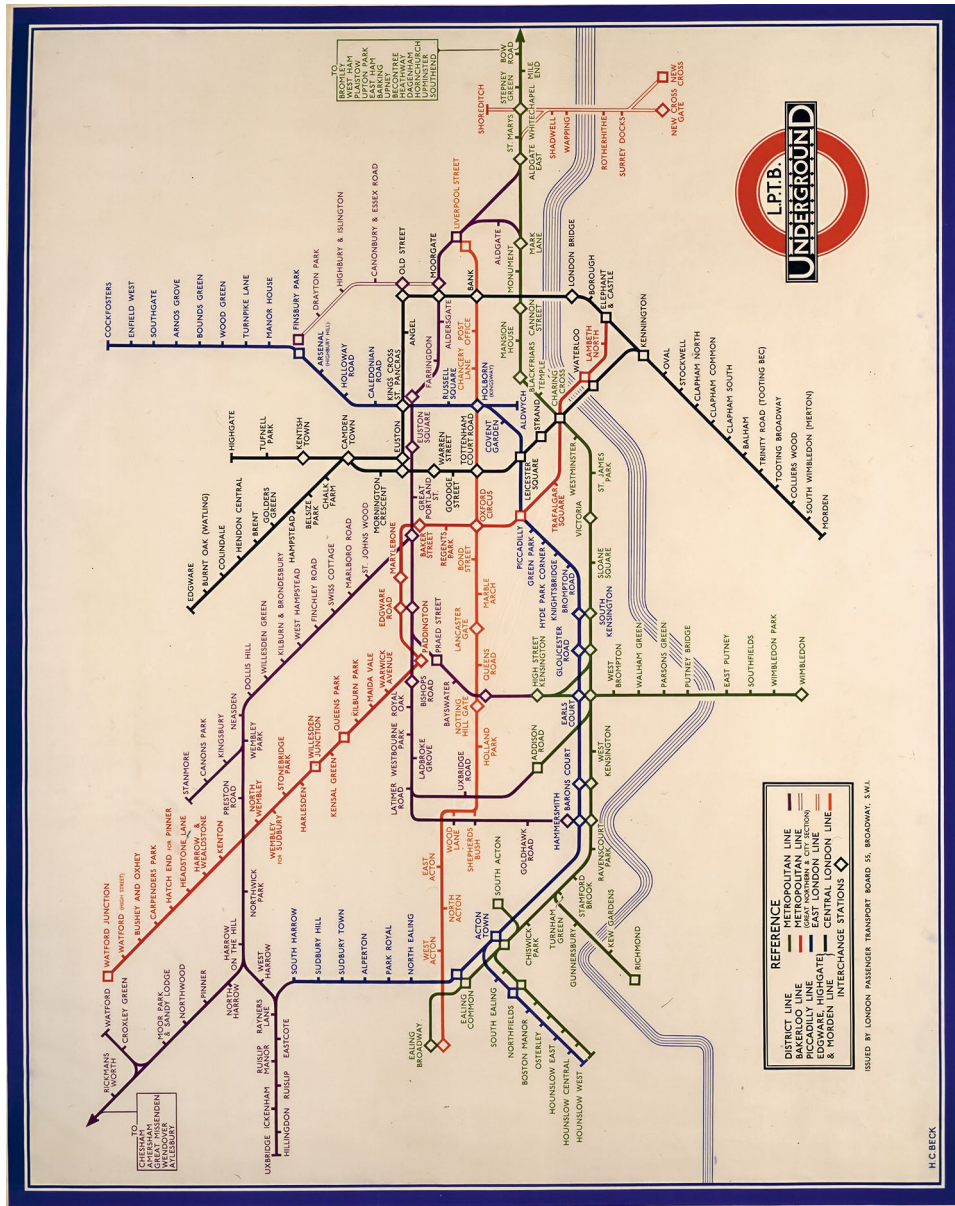 TO
CHESHAM
AMERSHAM
GREAT MISSENDEN
WENDOVER
AYLESBURY
RICKMANS
WORTH
WATFORD
CROXLEY GREEN
MOOR PARK
& SANDY LODGE
NORTHWOOD
PINNER
NORTH
HARROW
HARROW
ON THE HILL
NORTHWICK
PARK
PRESTON
ROAD
WEMBLEY
PARK
NEASDEN
DOLLIS HILL
WILLESDEN GREEN
KILBURN & BRONDESBURY
WEST HAMPSTEAD
FINCHLEY ROAD
SWISS COTTAGE
MARLBORO ROAD
ST. JOHNS WOOD
STANMORE
CANONS PARK
KINGSBURY
WATFORD JUNCTION
WATFORD (HIGH STREET)
BUSHEY AND OXHEY
CARPENDERS PARK
HATCH END FOR PINNER
HEADSTONE LANE
HARROW &
WEALDSTONE
KENTON
NORTH
WEMBLEY
WEMBLEY
FOR SUDBURY
STONEBRIDGE
PARK
HARLESDEN
WILLESDEN
JUNCTION
KENSAL GREEN
QUEENS PARK
KILBURN PARK
MAIDA VALE
WARWICK
AVENUE
PADDINGTON
EDGWARE
ROAD
MARYLEBONE
BAKER
STREET
REGENTS
PARK
OXFORD
CIRCUS
PICCADILLY
TRAFALGAR
SQUARE
CHARING
CROSS
WATERLOO
LAMBETH
NORTH
ELEPHANT
& CASTLE
UXBRIDGE
HILLINGDON
ICKENHAM
RUISLIP
RUISLIP
MANOR
EASTCOTE
RAYNERS
LANE
WEST
HARROW
SOUTH HARROW
SUDBURY HILL
SUDBURY TOWN
ALPERTON
PARK ROYAL
NORTH EALING
EALING
COMMON
ACTON
TOWN
SOUTH ACTON
SOUTH EALING
NORTHFIELDS
BOSTON MANOR
OSTERLEY
HOUNSLOW EAST
HOUNSLOW CENTRAL
HOUNSLOW WEST
CHISWICK
PARK
TURNHAM
GREEN
GUNNERSBURY
KEW GARDENS
RICHMOND
STAMFORD
BROOK
RAVENSCOURT
PARK
HAMMERSMITH
BARONS COURT
WEST
KENSINGTON
EARLS
COURT
GLOUCESTER
ROAD
SOUTH
KENSINGTON
BROMPTON
ROAD
KNIGHTSBRIDGE
HYDE PARK CORNER
GREEN PARK
LEICESTER
SQUARE
COVENT
GARDEN
HOLBORN
(KINGSWAY)
ALDWYCH
RUSSELL
SQUARE
KINGS CROSS
ST. PANCRAS
CALEDONIAN
ROAD
HOLLOWAY
ROAD
ARSENAL
(HIGHBURY HILL)
FINSBURY PARK
MANOR HOUSE
TURNPIKE LANE
WOOD GREEN
BOUNDS GREEN
ARNOS GROVE
SOUTHGATE
ENFIELD WEST
COCKFOSTERS
EALING
BROADWAY
WEST
ACTON
NORTH
ACTON
EAST
ACTON
WOOD
LANE
SHEPHERDS
BUSH
HOLLAND
PARK
NOTTING
HILL GATE
QUEENS
ROAD
LANCASTER
GATE
MARBLE
ARCH
BOND
STREET
TOTTENHAM
COURT ROAD
CHANCERY
LANE
POST
OFFICE
BANK
LIVERPOOL STREET
GOLDHAWK
ROAD
UXBRIDGE
ROAD
ADDISON
ROAD
LATIMER
ROAD
LADBROKE
GROVE
WESTBOURNE
PARK
ROYAL
OAK
BISHOPS
ROAD
PRAED STREET
BAYSWATER
HIGH STREET
KENSINGTON
GREAT
PORTLAND
ST.
EUSTON
SQUARE
FARRINGDON
ALDERSGATE
MOORGATE
ALDGATE
OLD STREET
CANONBURY & ESSEX ROAD
HIGHBURY & ISLINGTON
DRAYTON PARK
EDGWARE
BURNT OAK (WATLING)
COLINDALE
HENDON CENTRAL
BRENT
GOLDERS
GREEN
HAMPSTEAD
BELSIZE
PARK
CHALK
FARM
HIGHGATE
TUFNELL
PARK
KENTISH
TOWN
CAMDEN
TOWN
MORNINGTON
CRESCENT
EUSTON
WARREN
STREET
GOODGE
STREET
STRAND
ANGEL
LONDON BRIDGE
BOROUGH
KENNINGTON
OVAL
STOCKWELL
CLAPHAM NORTH
CLAPHAM COMMON
CLAPHAM SOUTH
BALHAM
TRINITY ROAD (TOOTING BEC)
TOOTING BROADWAY
COLLIERS WOOD
SOUTH WIMBLEDON (MERTON)
MORDEN
WEST
BROMPTON
WALHAM GREEN
PARSONS GREEN
PUTNEY BRIDGE
EAST PUTNEY
SOUTHFIELDS
WIMBLEDON PARK
WIMBLEDON
SLOANE
SQUARE
VICTORIA
ST. JAMES
PARK
WESTMINSTER
TEMPLE
BLACKFRIARS
MANSION
HOUSE
CANNON
STREET
MONUMENT
MARK
LANE
ALDGATE
EAST
ST. MARYS
WHITECHAPEL
STEPNEY
GREEN
MILE
END
BOW
ROAD
TO
BROMLEY
WEST HAM
PLAISTOW
UPTON PARK
EAST HAM
BARKING
UPNEY
BECONTREE
HEATHWAY
DAGENHAM
HORNCHURCH
UPMINSTER
SOUTHEND
SHOREDITCH
SHADWELL
WAPPING
ROTHERHITHE
SURREY DOCKS
NEW
CROSS
NEW CROSS
GATE
L.P.T.B.
UNDERGROUND
REFERENCE
DISTRICT LINE
BAKERLOO LINE
PICCADILLY LINE
EDGWARE, HIGHGATE
& MORDEN LINE
METROPOLITAN LINE
METROPOLITAN LINE
(GREAT NORTHERN & CITY SECTION)
EAST LONDON LINE
CENTRAL LONDON LINE
INTERCHANGE STATIONS
ISSUED BY LONDON PASSENGER TRANSPORT BOARD 55, BROADWAY, S.W.1.
H.C. BECK